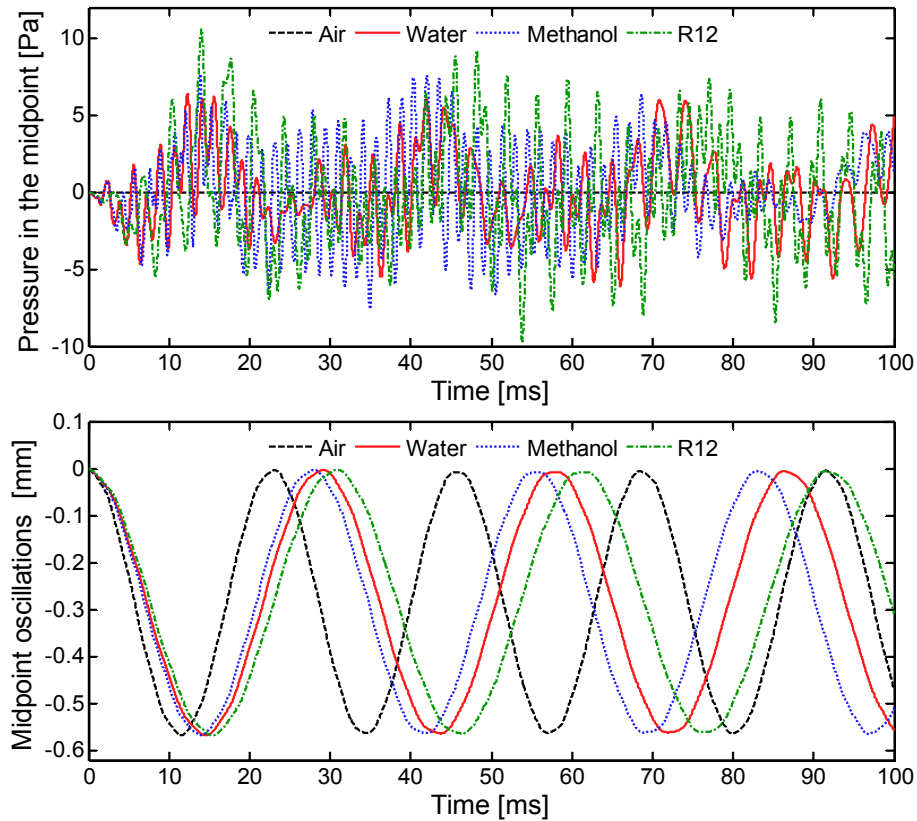 Pressure in the midpoint [Pa]
Air Water Methanol R12
10
5
0
-5
-10
0 10 20 30 40 50 60 70 80 90 100
Time [ms]
Midpoint oscillations [mm]
Air Water Methanol R12
0.1
0
-0.1
-0.2
-0.3
-0.4
-0.5
-0.6
0 10 20 30 40 50 60 70 80 90 100
Time [ms]